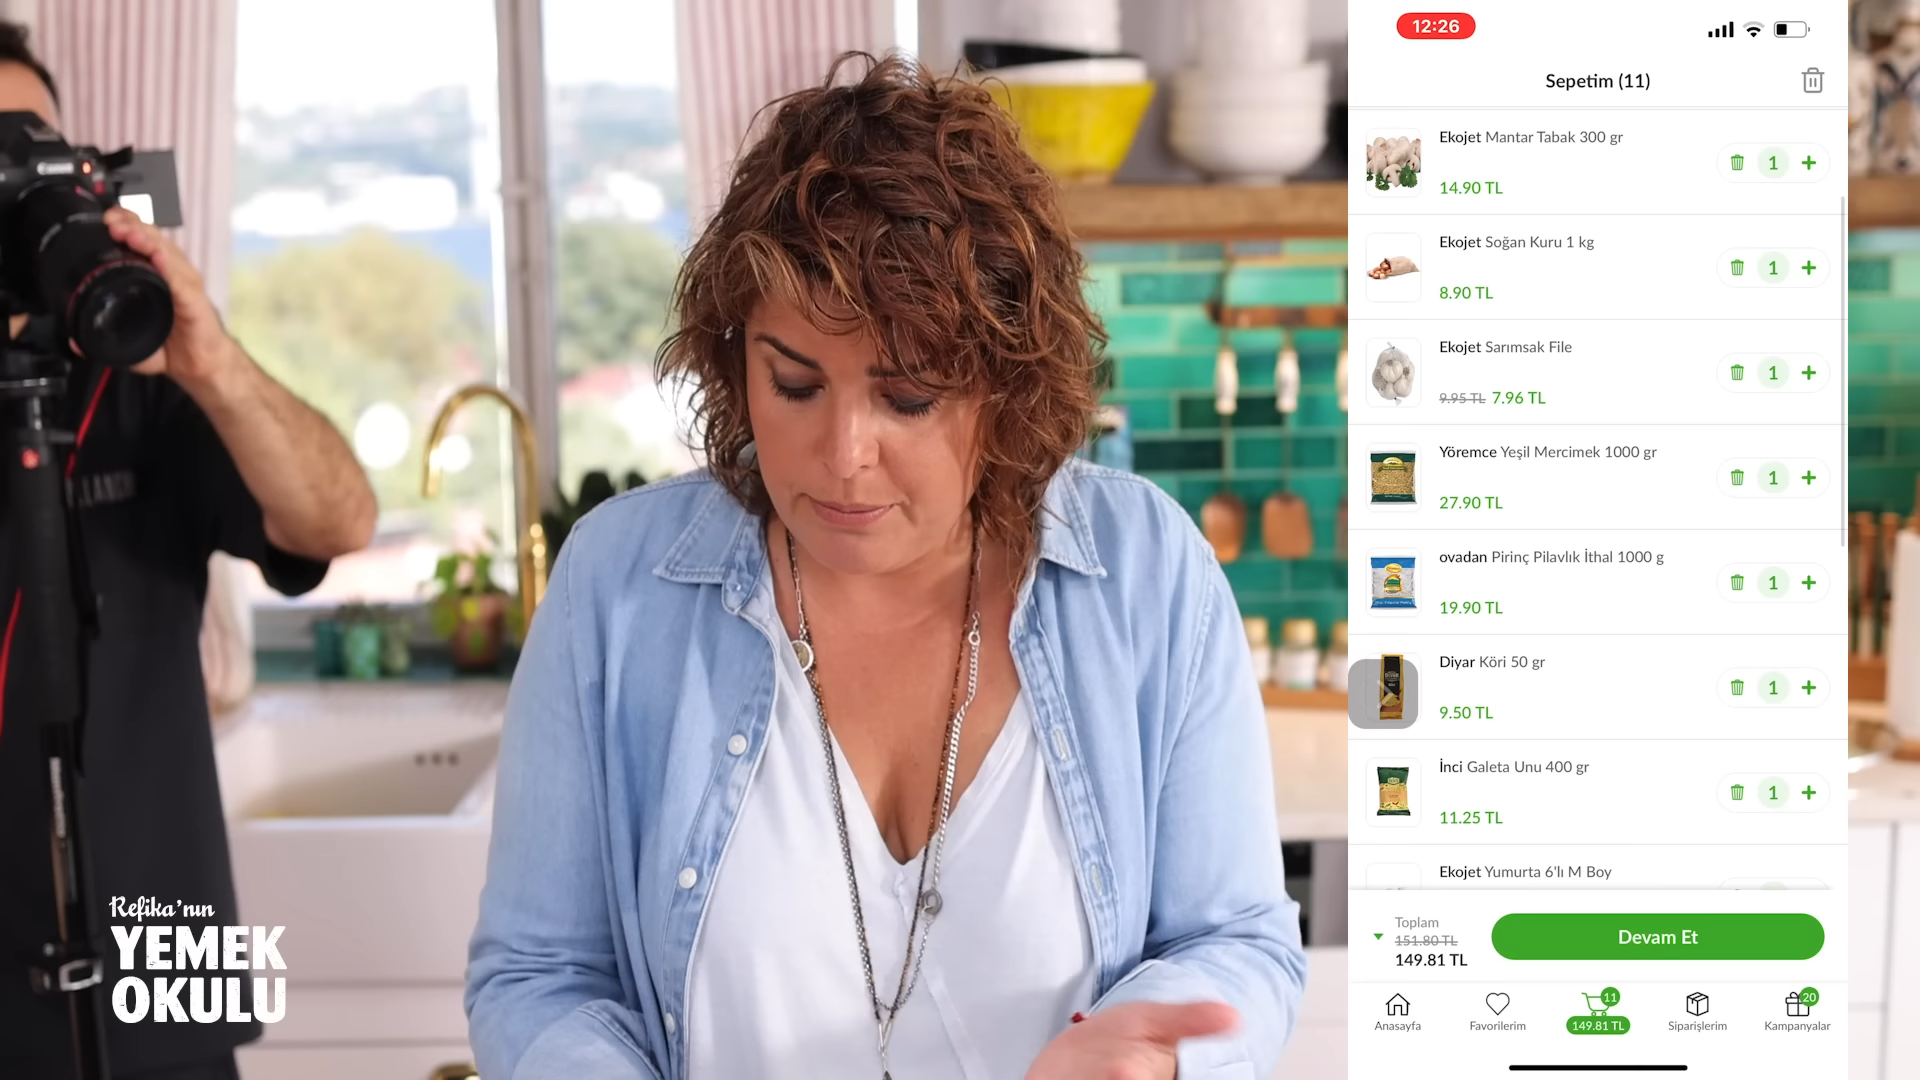 Canon
Refika'nın
YEMEK
OKULU
12:26
Sepetim (11)
Ekojet Mantar Tabak 300 gr
14.90 TL
1
Ekojet Soğan Kuru 1 kg
8.90 TL
1
Ekojet Sarımsak File
9.95 TL 7.96 TL
1
Yöremce Yeşil Mercimek 1000 gr
27.90 TL
1
ovadan Pirinç Pilavlık İthal 1000 g
19.90 TL
1
Diyar Köri 50 gr
9.50 TL
1
İnci Galeta Unu 400 gr
11.25 TL
1
Ekojet Yumurta 6'lı M Boy
Toplam
151.80 TL
149.81 TL
Devam Et
11
20
149.81 TL
Anasayfa
Favorilerim
Siparişlerim
Kampanyalar